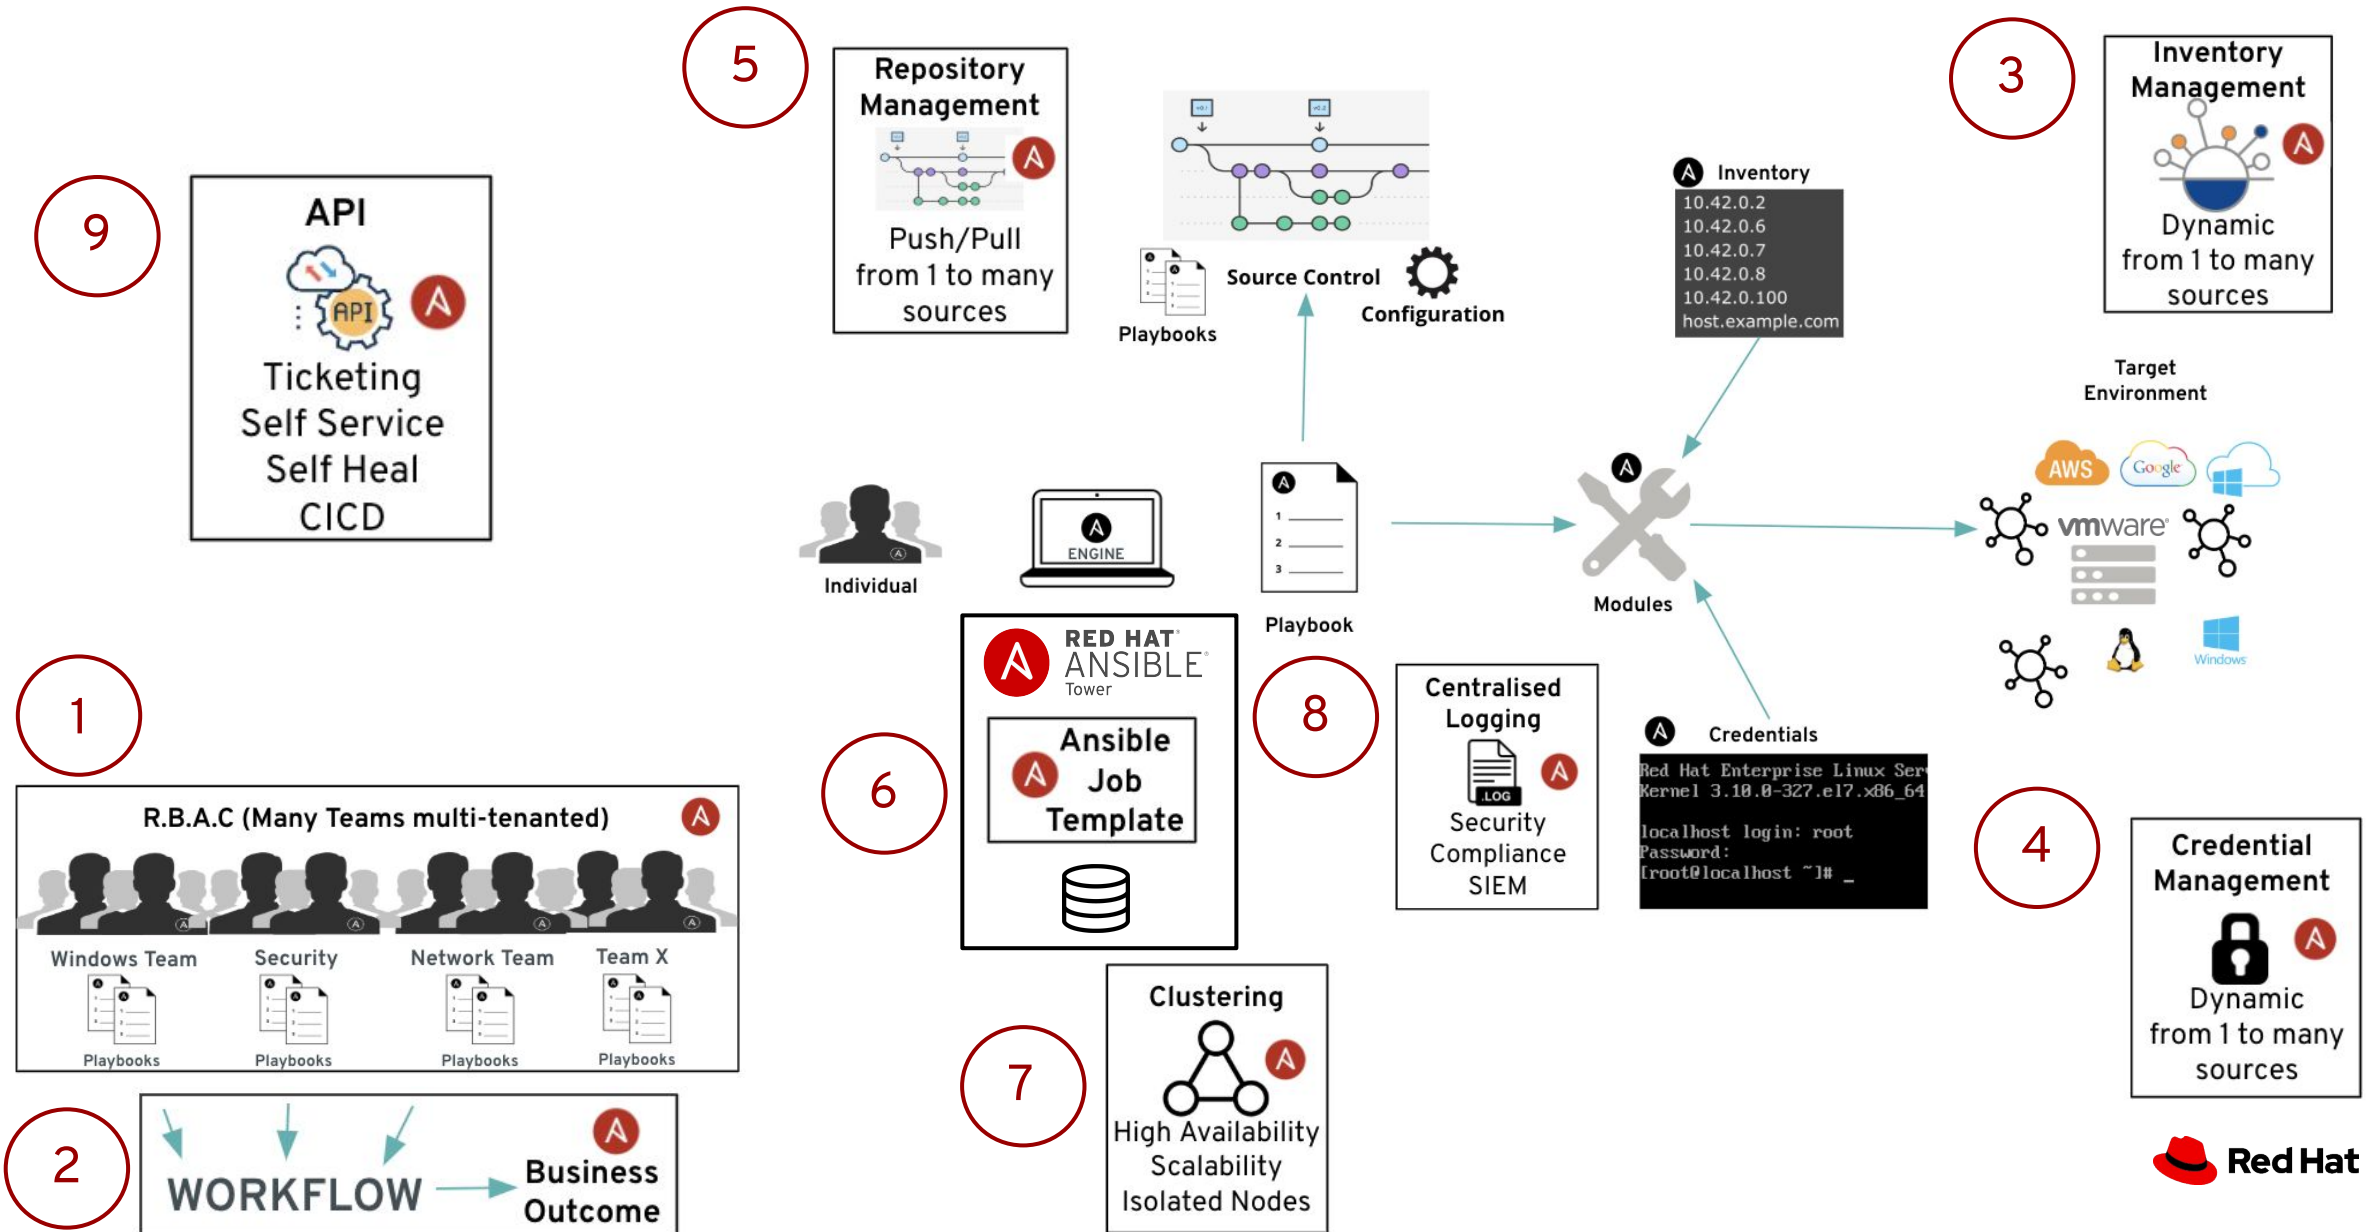 5
Repository
Management
Push/Pull
from 1 to many
sources
Playbooks
Source Control
Configuration
Inventory
10.42.0.2
10.42.0.6
10.42.0.7
10.42.0.8
10.42.0.100
host.example.com
3
Inventory
Management
Dynamic
from 1 to many
sources
9
API
API
Ticketing
Self Service
Self Heal
CICD
Individual
ENGINE
1
2
3
Playbook
Modules
Target
Environment
AWS
Google
vmware
Windows
1
R.B.A.C (Many Teams multi-tenanted)
Windows Team
Security
Network Team
Team X
Playbooks
Playbooks
Playbooks
Playbooks
2
WORKFLOW
Business
Outcome
RED HAT
ANSIBLE
Tower
6
Ansible
Job
Template
7
Clustering
High Availability
Scalability
Isolated Nodes
8
Centralised
Logging
.LOG
Security
Compliance
SIEM
Credentials
Red Hat Enterprise Linux Ser
Kernel 3.10.0-327.el7.x86_64
localhost login: root
Password:
[root@localhost ~]# _
4
Credential
Management
Dynamic
from 1 to many
sources
Red Hat